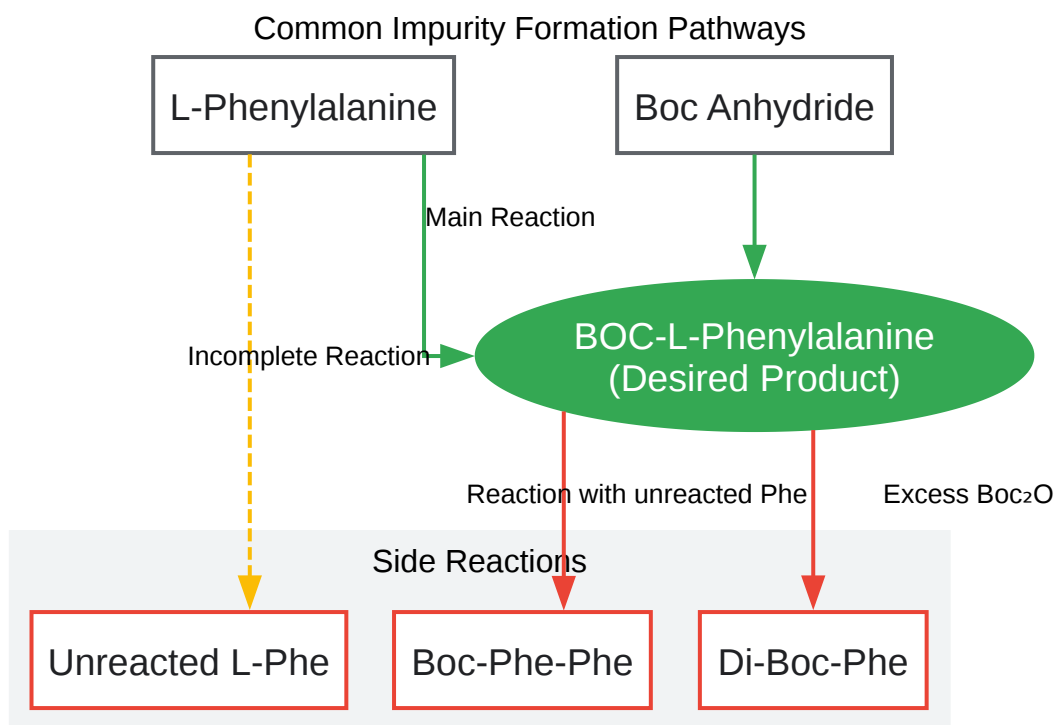 Common Impurity Formation Pathways
L-Phenylalanine
Boc Anhydride
Main Reaction
Incomplete Reaction
BOC-L-Phenylalanine
(Desired Product)
Reaction with unreacted Phe
Excess Boc₂O
Side Reactions
Unreacted L-Phe
Boc-Phe-Phe
Di-Boc-Phe